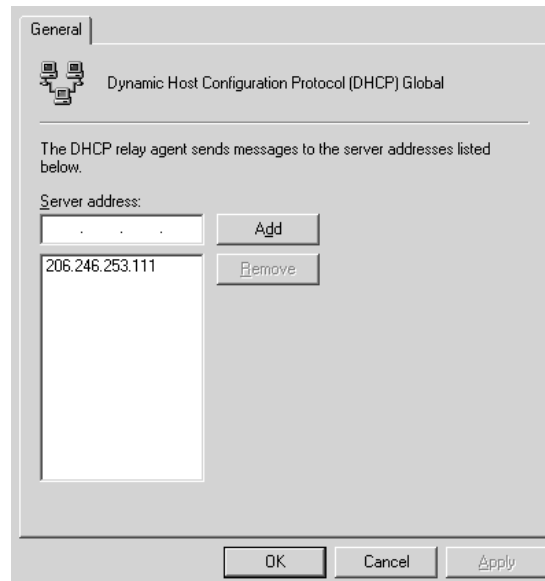 General
Dynamic Host Configuration Protocol (DHCP) Global
The DHCP relay agent sends messages to the server addresses listed
below.
Server address:
. . .
Add
206.246.253.111
Remove
OK
Cancel
Apply